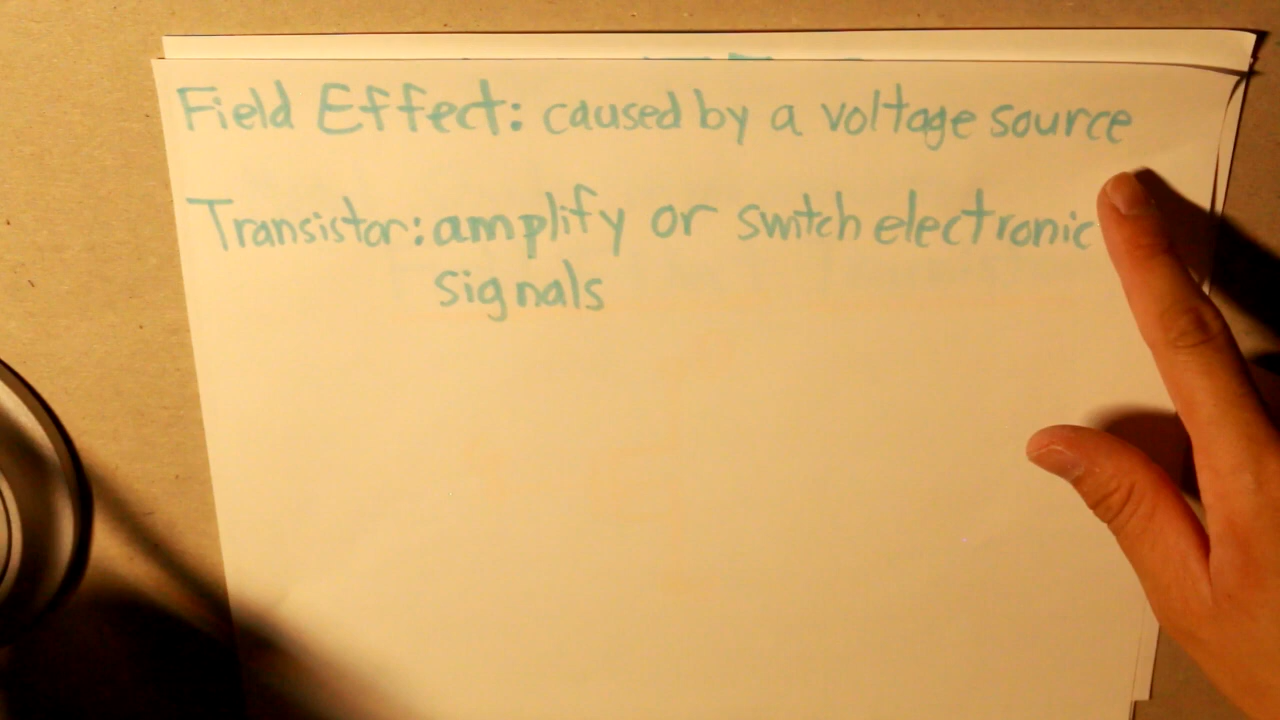 Field Effect: caused by a voltage source
Transistor: amplify or switch electronic
signals